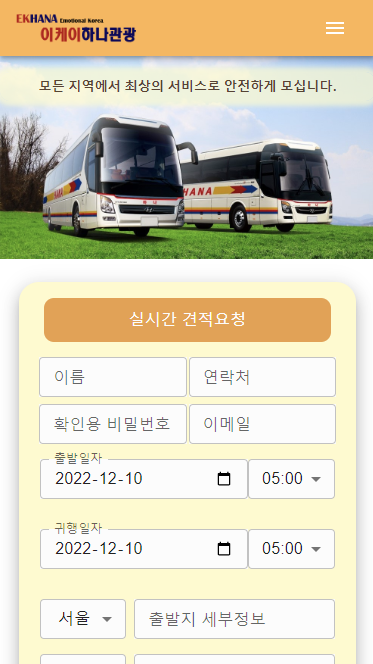 EKHANA Emotional Korea
이케이하나관광
모든 지역에서 최상의 서비스로 안전하게 모십니다.
HANA
실시간 견적요청
이름 연락처
확인용 비밀번호 이메일
출발일자
2022-12-10 05:00
귀행일자
2022-12-10 05:00
서울 출발지 세부정보